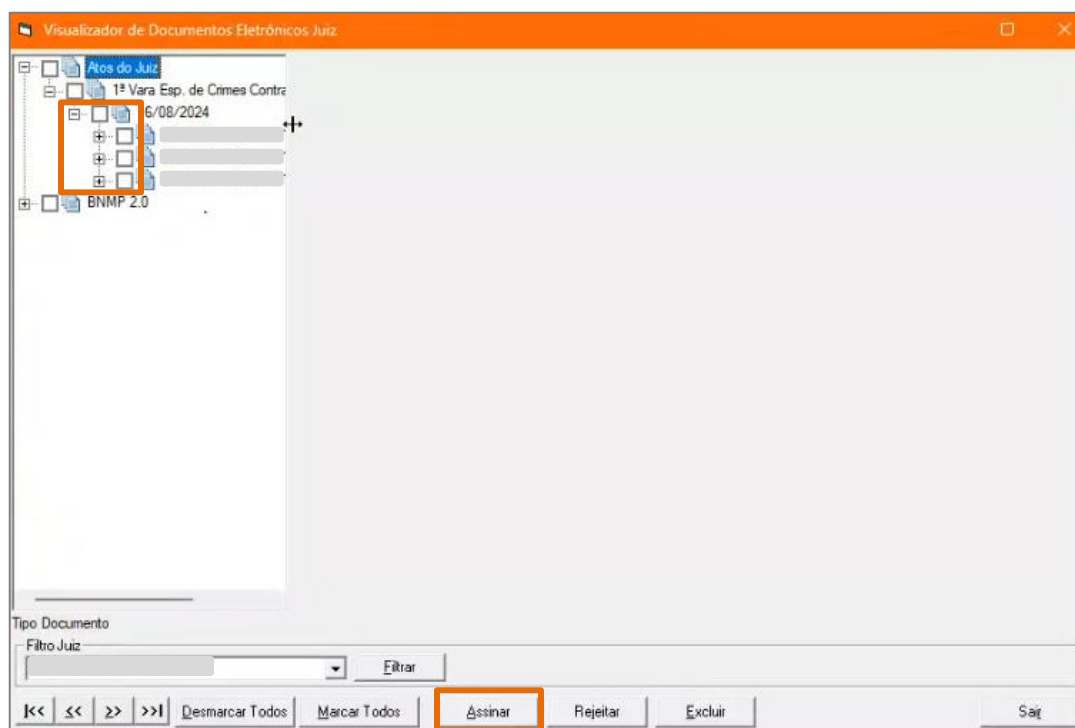 Visualizador de Documentos Eletrônicos Juiz
Atos do Juiz
1ª Vara Esp. de Crimes Contra
6/08/2024
BNMP 2.0
Tipo Documento
Filtro Juiz
Filtrar
|<< << >> >>| Desmarcar Todos Marcar Todos Assinar Rejeitar Excluir Sair